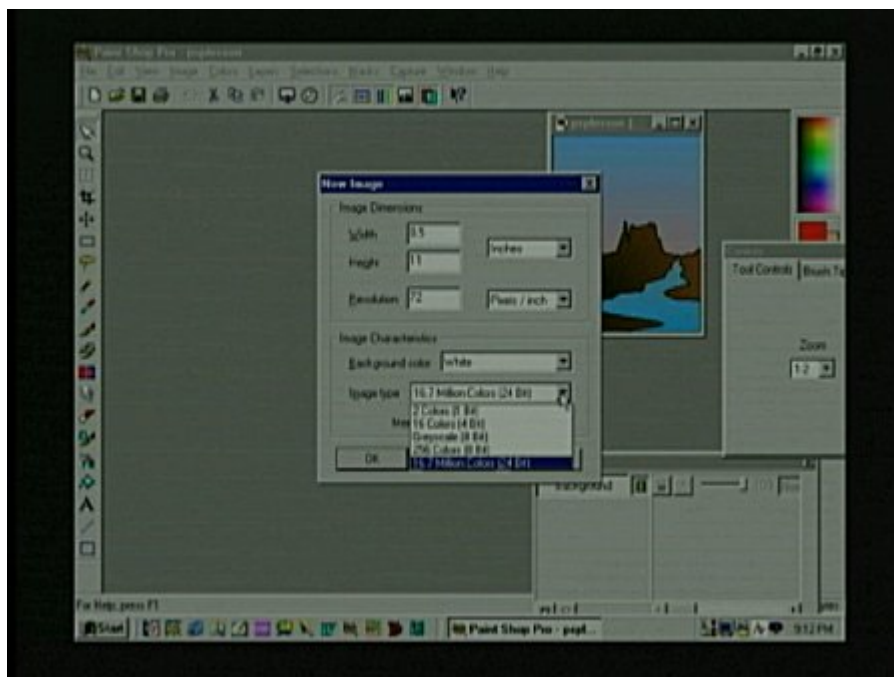 Paint Shop Pro - psplesson
File Edit View Image Colors Layers Selections Masks Capture Window Help
New Image
Image Dimensions
Width 8.5
Inches
Height 11
Resolution 72
Pixels / inch
Image Characteristics
Background color white
Image type 16.7 Million Colors (24 Bit)
2 Colors (1 Bit)
16 Colors (4 Bit)
Greyscale (8 Bit)
256 Colors (8 Bit)
16.7 Million Colors (24 Bit)
OK
Tool Controls
Zoom
1:2
Background
For Help, press F1
Start
Paint Shop Pro - pspl...
9:12 PM